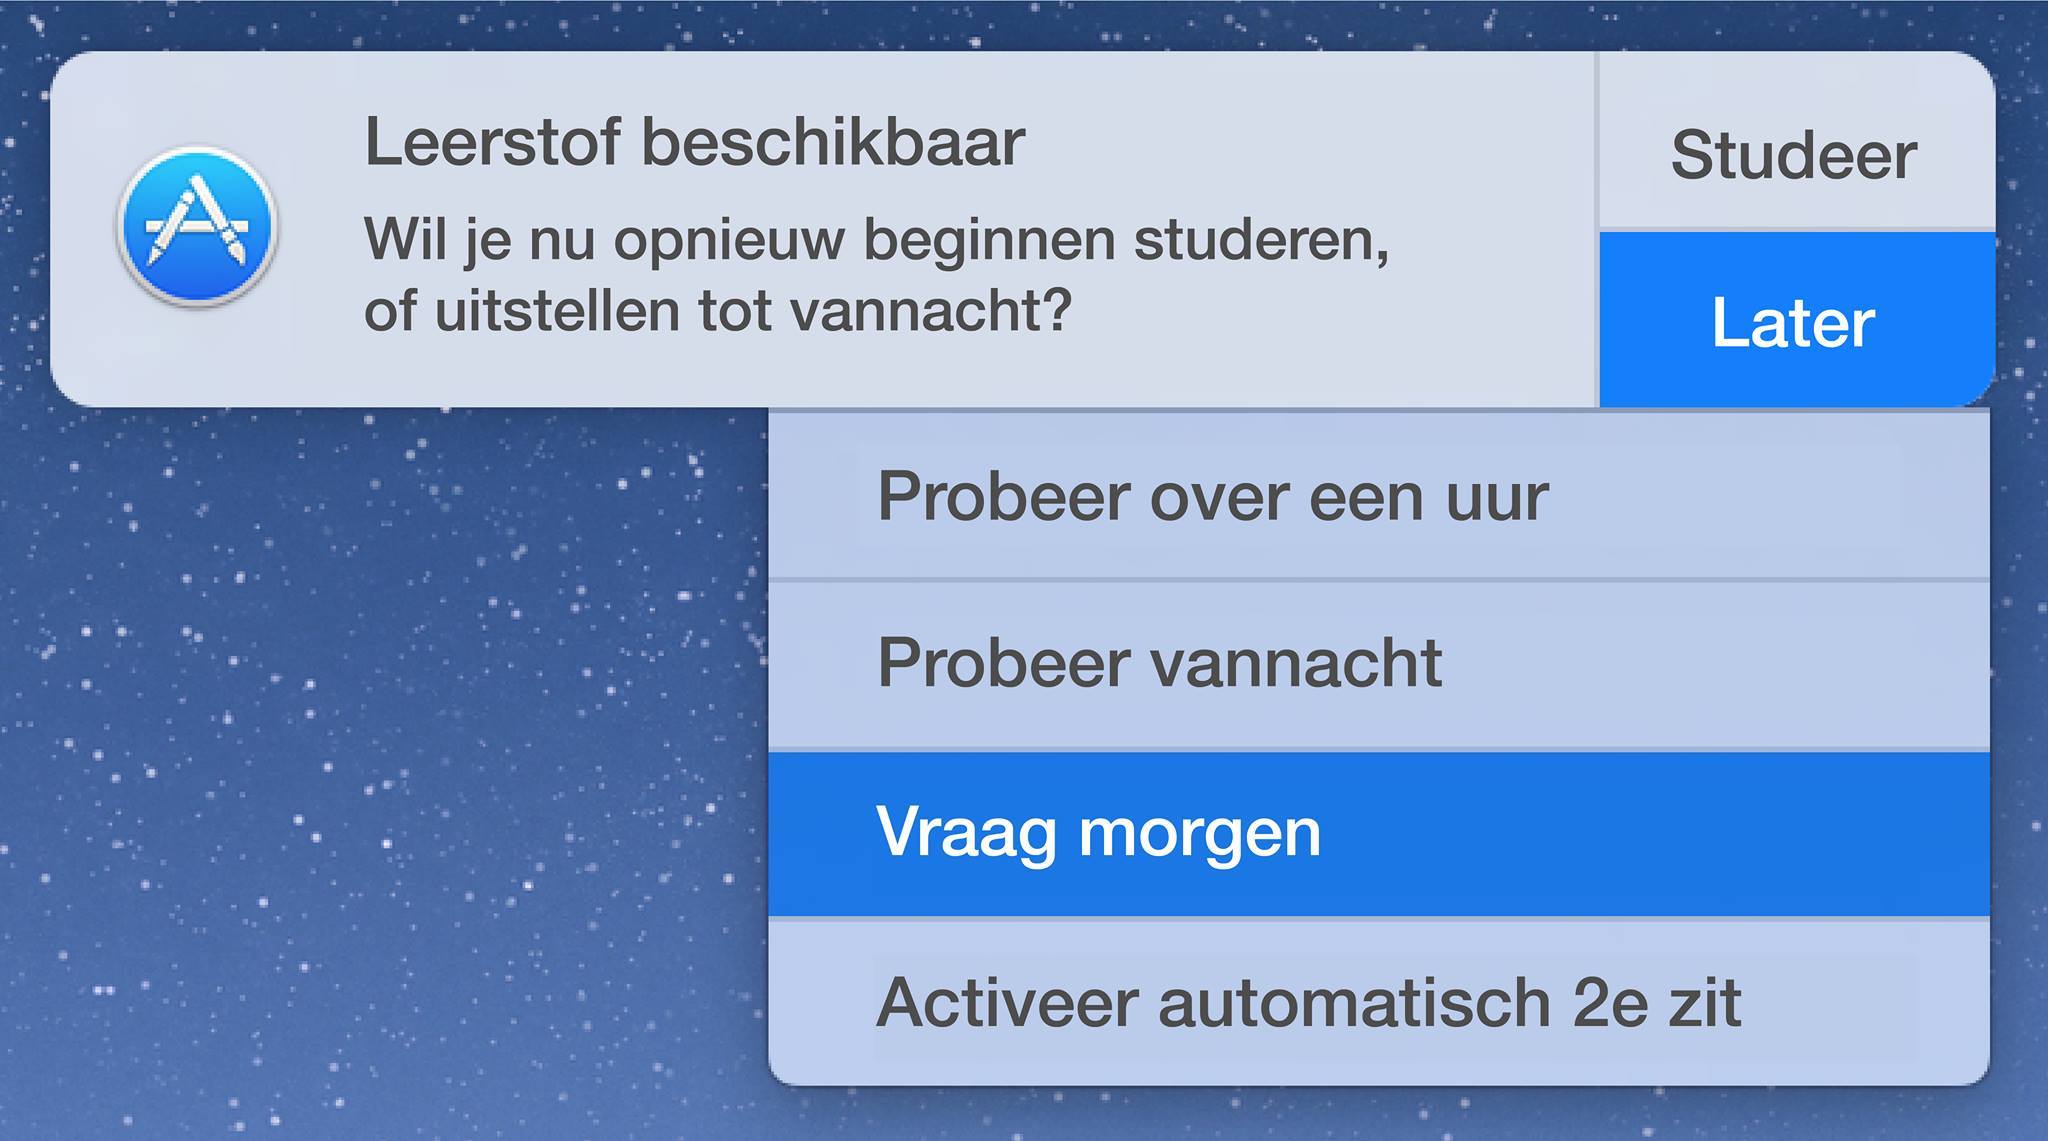 Leerstof beschikbaar
Wil je nu opnieuw beginnen studeren,
of uitstellen tot vannacht?
Studeer
Later
Probeer over een uur
Probeer vannacht
Vraag morgen
Activeer automatisch 2e zit